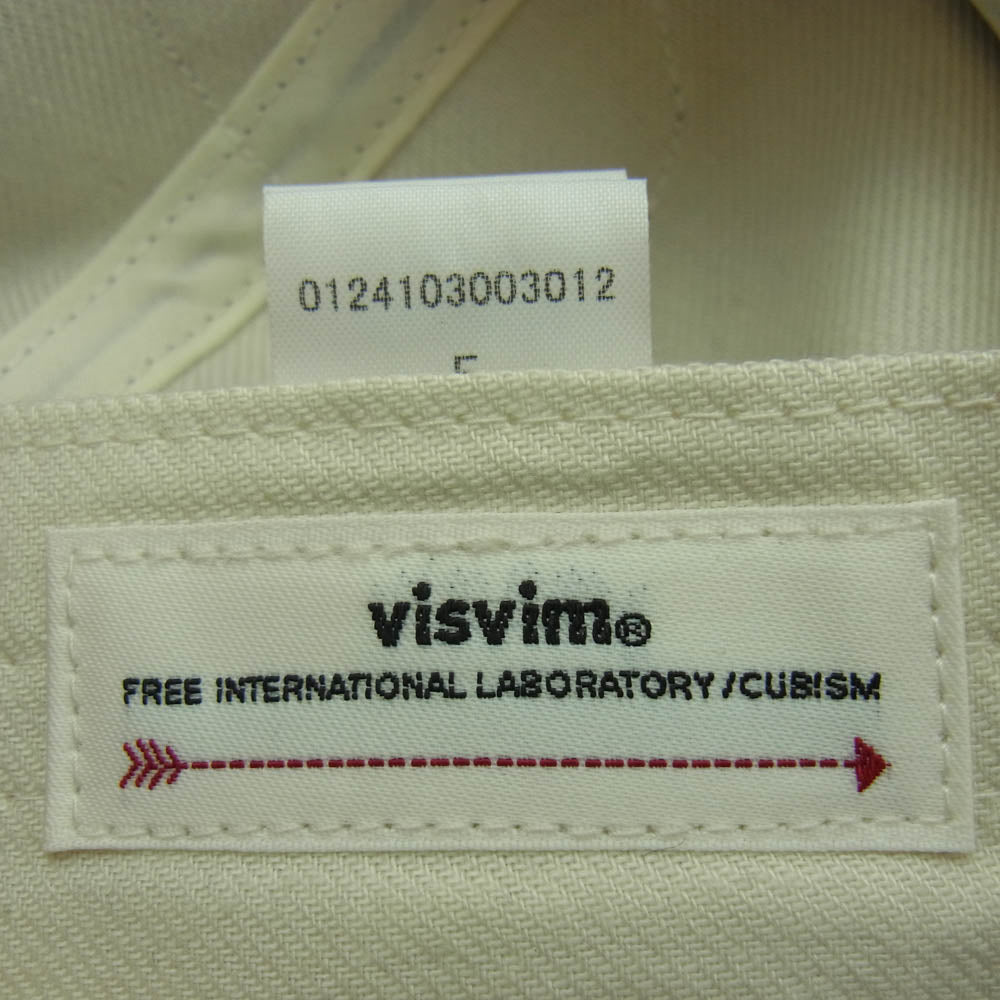 0124103003012
visvim®
FREE INTERNATIONAL LABORATORY/CUBISM